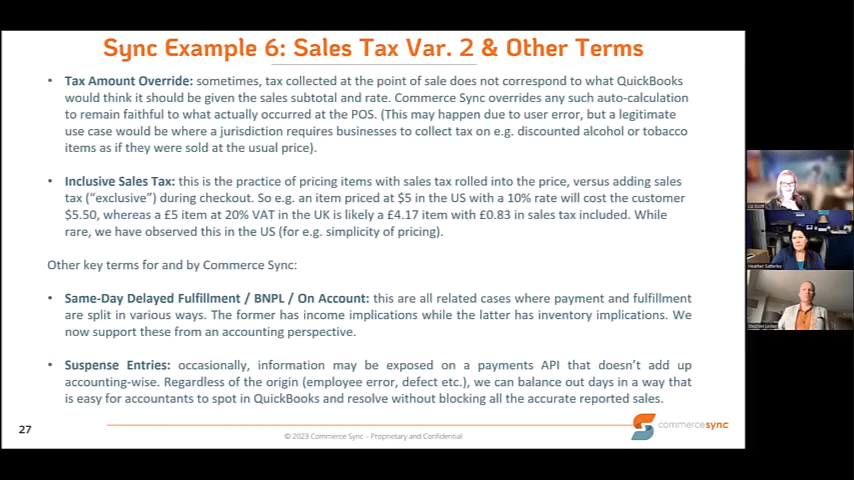 Sync Example 6: Sales Tax Var. 2 & Other Terms
• Tax Amount Override: sometimes, tax collected at the point of sale does not correspond to what QuickBooks
would think it should be given the sales subtotal and rate. Commerce Sync overrides any such auto-calculation
to remain faithful to what actually occurred at the POS. (This may happen due to user error, but a legitimate
use case would be where a jurisdiction requires businesses to collect tax on e.g. discounted alcohol or tobacco
items as if they were sold at the usual price).
• Inclusive Sales Tax: this is the practice of pricing items with sales tax rolled into the price, versus adding sales
tax (“exclusive”) during checkout. So e.g. an item priced at $5 in the US with a 10% rate will cost the customer
$5.50, whereas a £5 item at 20% VAT in the UK is likely a £4.17 item with £0.83 in sales tax included. While
rare, we have observed this in the US (for e.g. simplicity of pricing).
Other key terms for and by Commerce Sync:
• Same-Day Delayed Fulfillment / BNPL / On Account: this are all related cases where payment and fulfillment
are split in various ways. The former has income implications while the latter has inventory implications. We
now support these from an accounting perspective.
• Suspense Entries: occasionally, information may be exposed on a payments API that doesn’t add up
accounting-wise. Regardless of the origin (employee error, defect etc.), we can balance out days in a way that
is easy for accountants to spot in QuickBooks and resolve without blocking all the accurate reported sales.
27
© 2023 Commerce Sync – Proprietary and Confidential
commercesync
Liz Scott
Heather Satterley